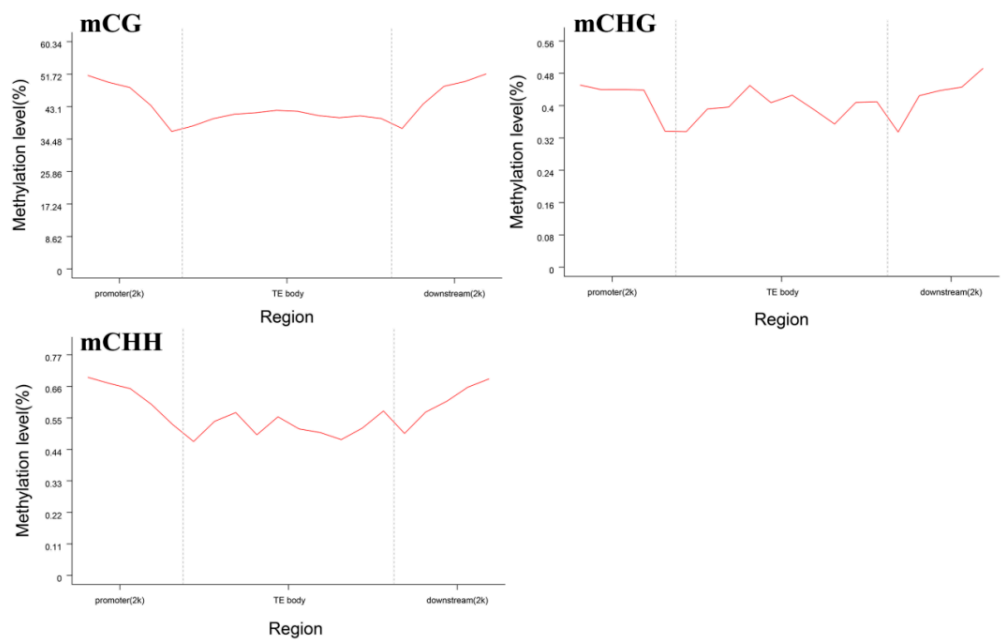 mCG
Methylation level(%)
60.34
51.72
43.1
34.48
25.86
17.24
8.62
0
promoter(2k)
TE body
downstream(2k)
Region
mCHG
Methylation level(%)
0.56
0.48
0.4
0.32
0.24
0.16
0.08
0
promoter(2k)
TE body
downstream(2k)
Region
mCHH
Methylation level(%)
0.77
0.66
0.55
0.44
0.33
0.22
0.11
0
promoter(2k)
TE body
downstream(2k)
Region